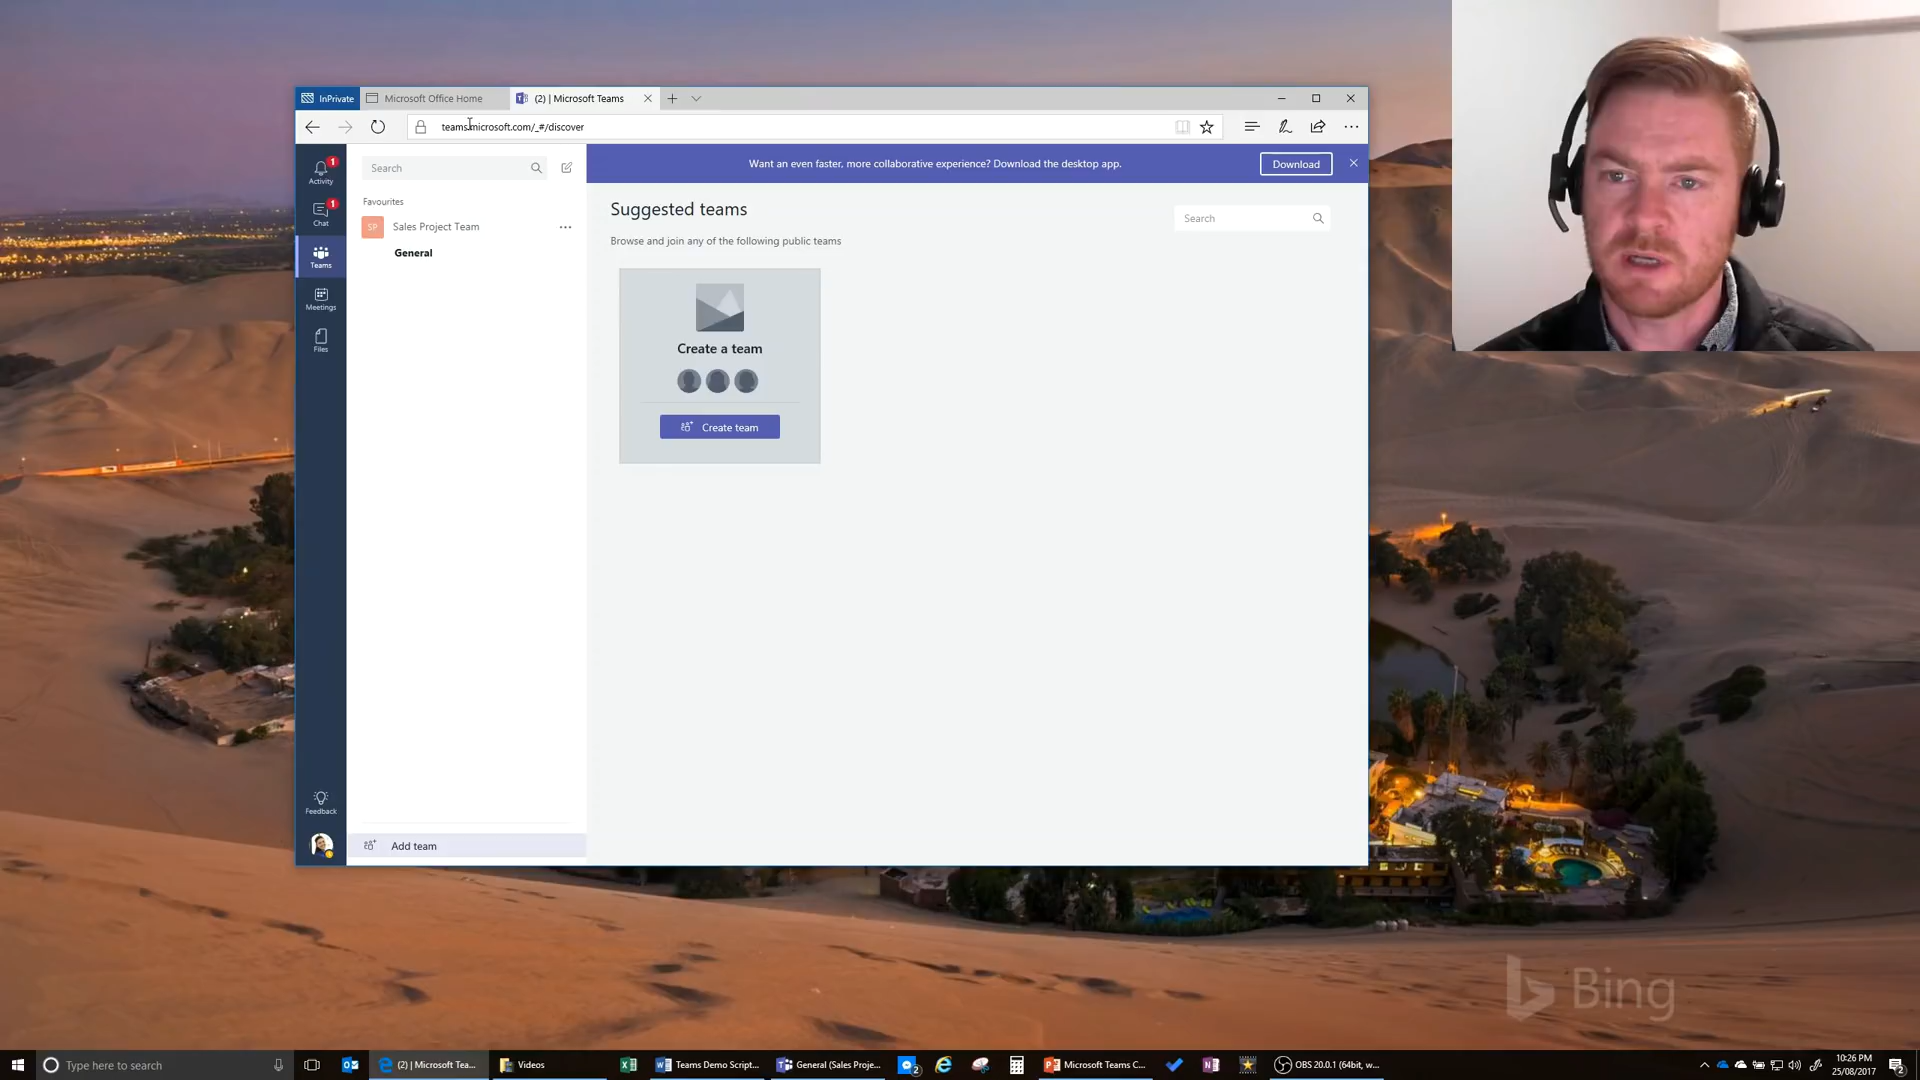 InPrivate
Microsoft Office Home
(2) | Microsoft Teams
teams.microsoft.com/_#/discover
Activity
1
Chat
1
Teams
Meetings
Files
Feedback
Search
Favourites
SP
Sales Project Team
General
Add team
Want an even faster, more collaborative experience? Download the desktop app.
Download
Suggested teams
Search
Browse and join any of the following public teams
Create a team
Create team
Bing
Type here to search
(2) Microsoft Tea...
Videos
Teams Demo Script...
General (Sales Proje...
2
Microsoft Teams C...
OBS 20.0.1 (64bit, w...
10:26 PM
25/08/2017
2